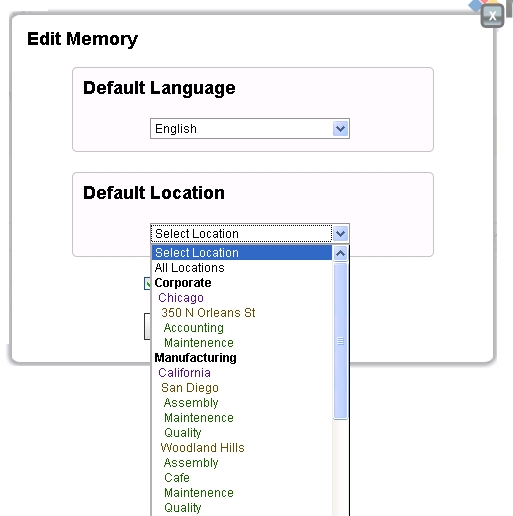 x
Edit Memory
Default Language
English
Default Location
Select Location
Select Location
All Locations
Corporate
Chicago
350 N Orleans St
Accounting
Maintenence
Manufacturing
California
San Diego
Assembly
Maintenence
Quality
Woodland Hills
Assembly
Cafe
Maintenence
Quality